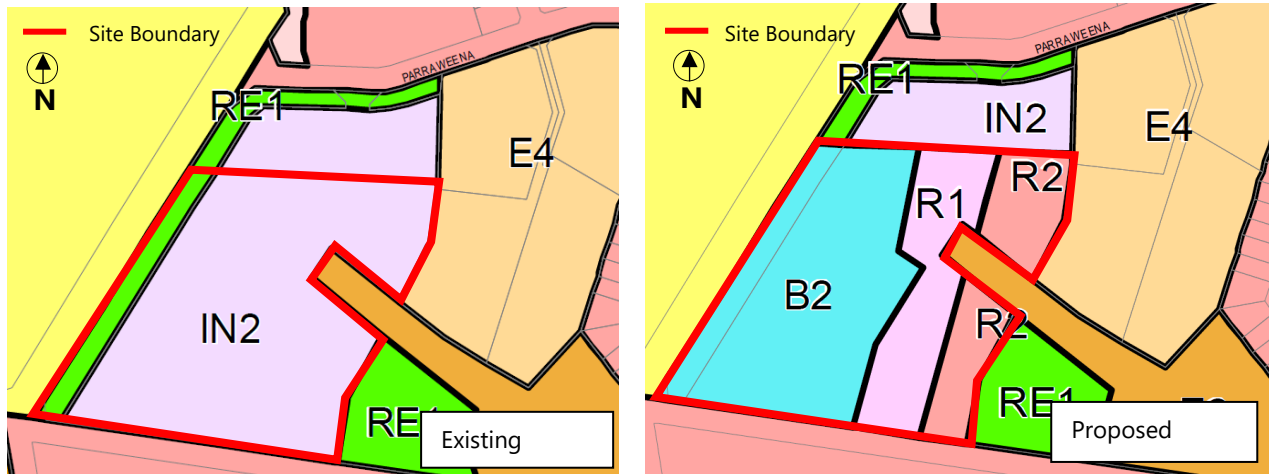 Site Boundary
N
PARRAWEENA
RE1
E4
IN2
RE1
Existing
Site Boundary
N
PARRAWEENA
RE1
IN2
E4
R2
R1
B2
R2
RE1
Proposed